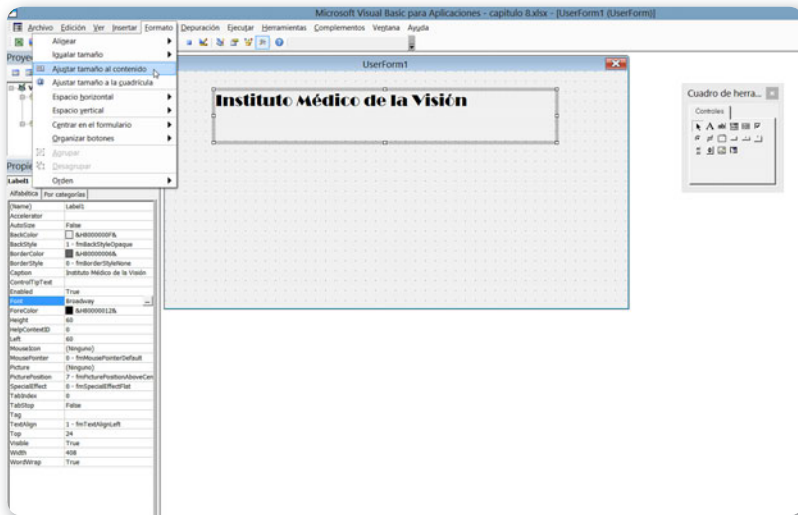 Microsoft Visual Basic para Aplicaciones - capitulo 8.xlsx - [UserForm1 (UserForm)]
Archivo Edición Ver Insertar Formato Depuración Ejecutar Herramientas Complementos Ventana Ayuda
Alinear
Igualar tamaño
Ajustar tamaño al contenido
Ajustar tamaño a la cuadrícula
Espacio horizontal
Espacio vertical
Centrar en el formulario
Organizar botones
Agrupar
Desagrupar
Orden
UserForm1
Instituto Médico de la Visión
Cuadro de herra...
Controles
Label1
Alfabética Por categorías
(Name) Label1
Accelerator
AutoSize False
BackColor &H8000000F&
BackStyle 1 - fmBackStyleOpaque
BorderColor &H80000006&
BorderStyle 0 - fmBorderStyleNone
Caption Instituto Médico de la Visión
ControlTipText
Enabled True
Font Broadway
ForeColor &H80000012&
Height 60
HelpContextID 0
Left 60
MouseIcon (Ninguno)
MousePointer 0 - fmMousePointerDefault
Picture (Ninguno)
PicturePosition 7 - fmPicturePositionAboveCen
SpecialEffect 0 - fmSpecialEffectFlat
TabIndex 0
TabStop False
Tag
TextAlign 1 - fmTextAlignLeft
Top 24
Visible True
Width 408
WordWrap True